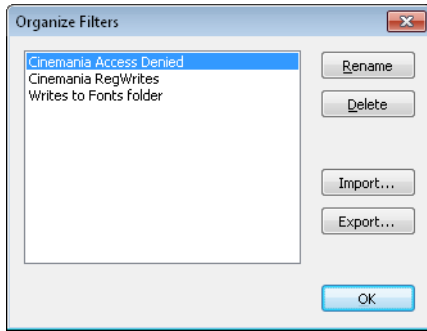 Organize Filters
Cinemania Access Denied
Cinemania RegWrites
Writes to Fonts folder
Rename
Delete
Import...
Export...
OK